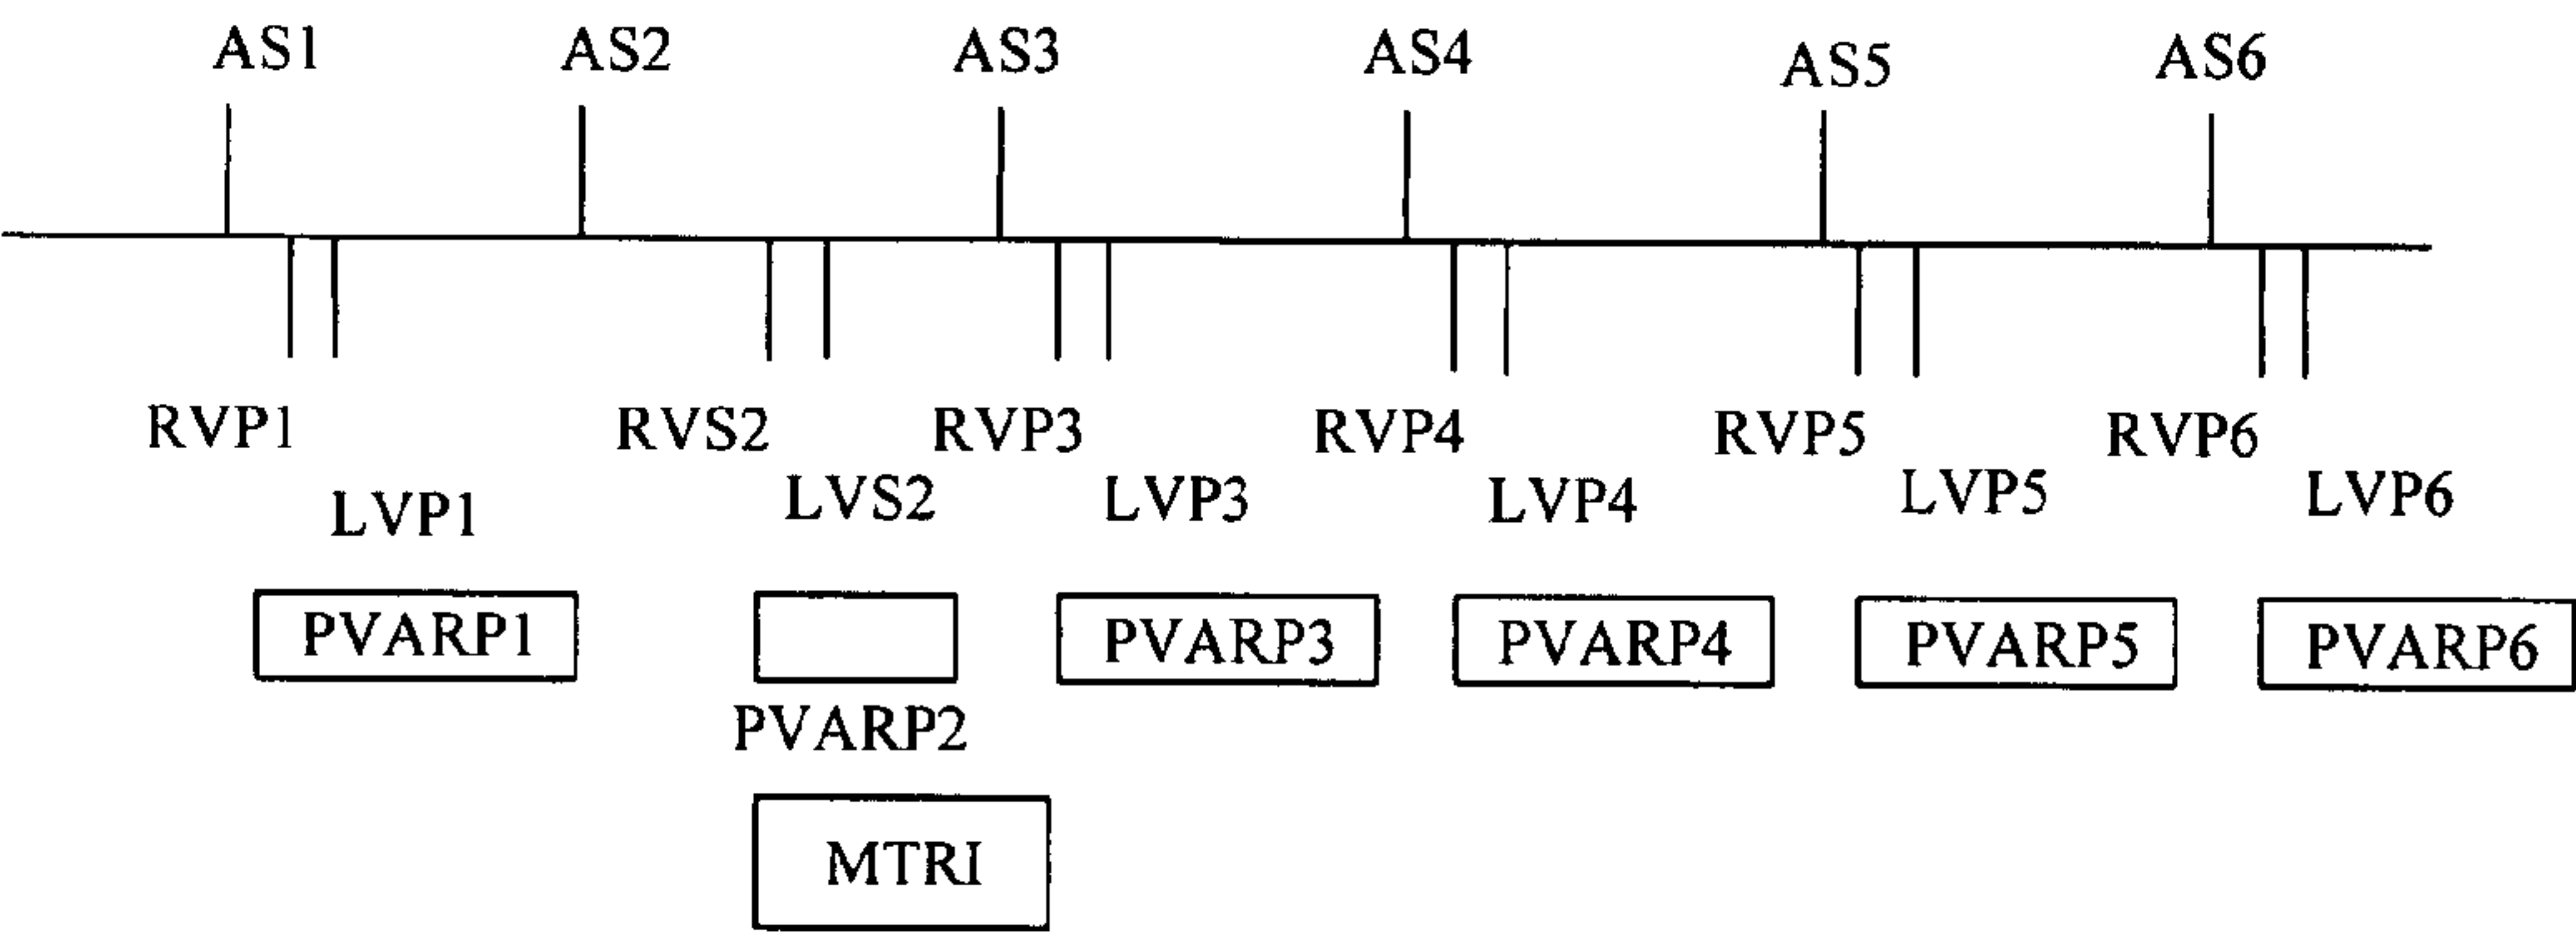 AS1 AS2 AS3 AS4 AS5 AS6
RVP1 RVS2 RVP3 RVP4 RVP5 RVP6
LVP1 LVS2 LVP3 LVP4 LVP5 LVP6
PVARP1 PVARP3 PVARP4 PVARP5 PVARP6
PVARP2
MTRI